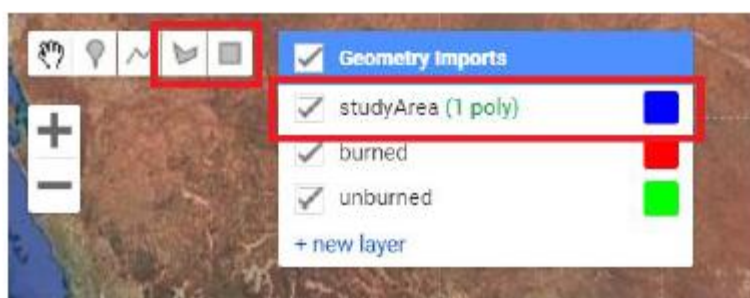 Geometry Imports
studyArea (1 poly)
burned
unburned
+ new layer